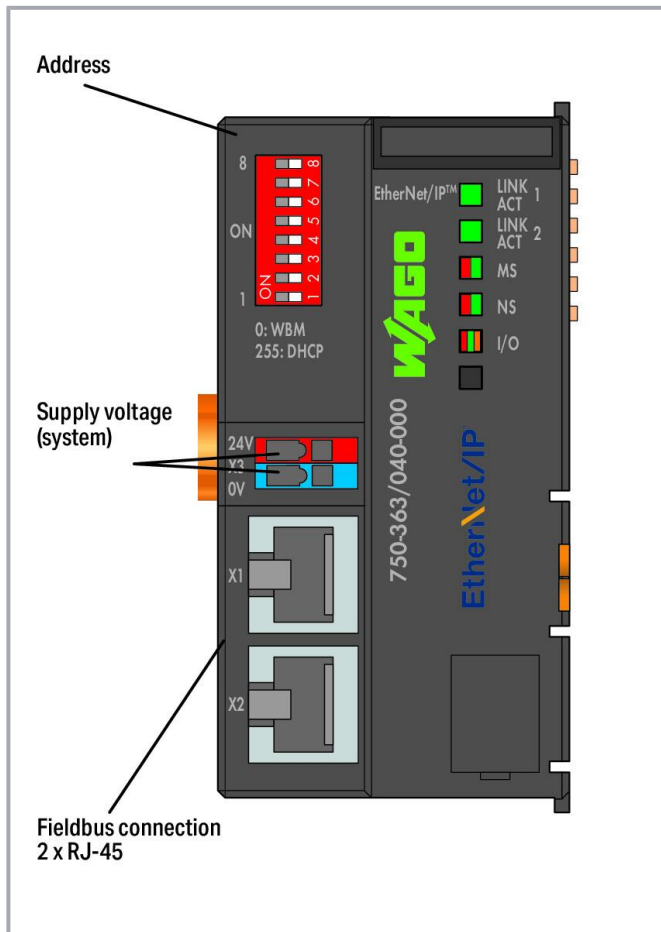 Address
8
ON
1
8
7
6
5
4
3
2
1
ON
0: WBM
255: DHCP
EtherNet/IP™
LINK
ACT 1
LINK
ACT 2
MS
NS
I/O
WAGO
750-363/040-000
EtherNet/IP
Supply voltage
(system)
24V
X3
0V
X1
X2
Fieldbus connection
2 x RJ-45